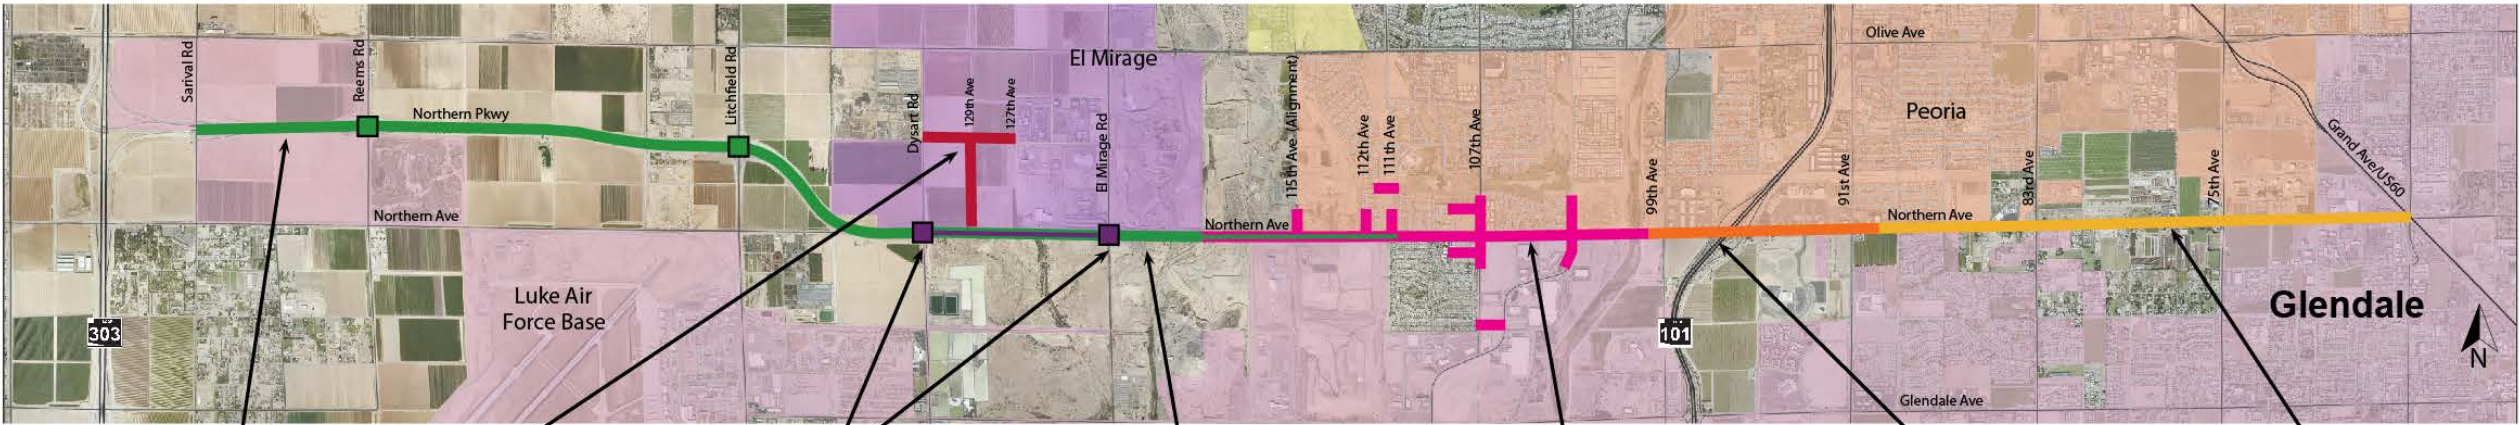 Sarival Rd
Reems Rd
Northern Pkwy
Litchfield Rd
Northern Ave
Luke Air
Force Base
303
Dysart Rd
129th Ave
127th Ave
El Mirage
El Mirage Rd
Northern Ave
115th Ave (Alignment)
112th Ave
111th Ave
107th Ave
99th Ave
101
Olive Ave
Peoria
91st Ave
83rd Ave
75th Ave
Grand Ave/US60
Northern Ave
Glendale
Glendale Ave
N